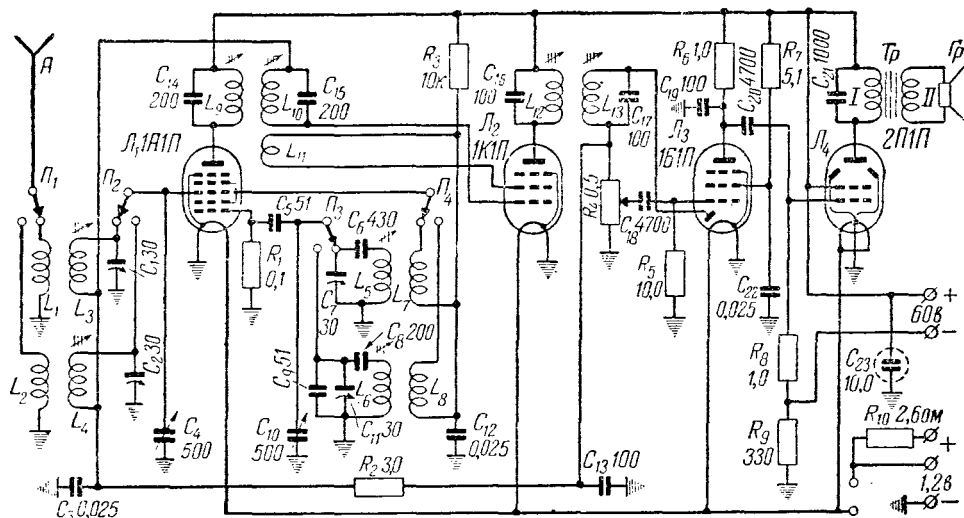 А
П₁
П₂
C₁ 30
C₂ 30
L₁
L₂
L₃
L₄
C₃ 0,025
C₄
500
C₁₄
200
L₉
L₁₀
C₁₅
200
L₁₁
Л₁ 1А1П
R₁
0,1
C₅ 51
П₃
C₆ 430
L₅
C₇
30
C₈ 200
L₆
C₉ 51
C₁₀
500
C₁₁ 30
П₄
L₇
L₈
C₁₂
0,025
R₂ 3,0
C₁₃ 100
R₃
10к
C₁₆
100
L₁₂
Л₂
1К1П
L₁₃
C₁₇
100
R₄ 0,5
C₁₈ 4700
R₅
10,0
C₁₉ 100
Л₃
1Б1П
R₆ 1,0
C₂₀ 4700
R₇
5,1
C₂₂
0,025
R₈
1,0
R₉
330
C₂₁ 1000
I
Тр
II
Гр
2П1П
Л₄
+
60в
−
C₂₃
10,0
R₁₀ 2,6ом
+
1,2в
−